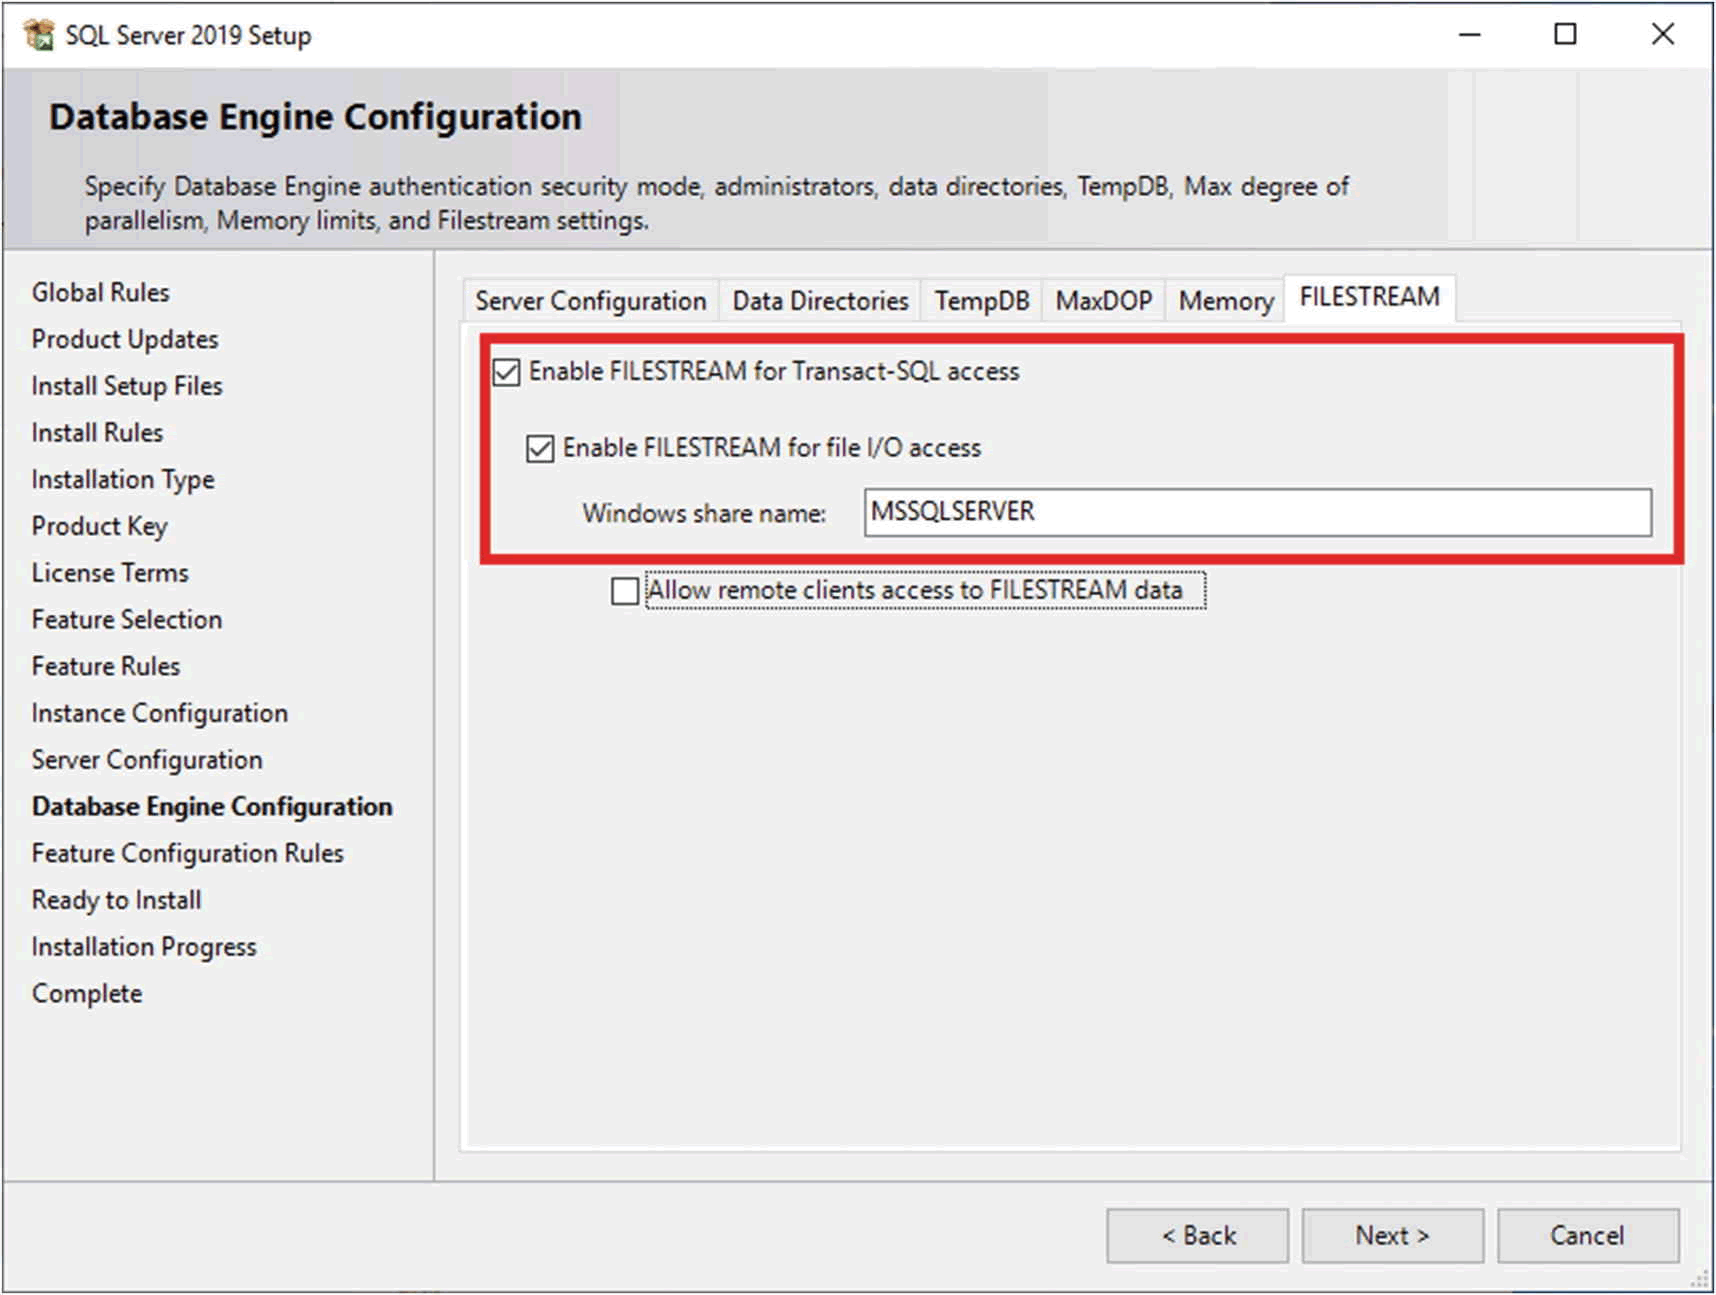 SQL Server 2019 Setup
Database Engine Configuration
Specify Database Engine authentication security mode, administrators, data directories, TempDB, Max degree of
parallelism, Memory limits, and Filestream settings.
Global Rules
Product Updates
Install Setup Files
Install Rules
Installation Type
Product Key
License Terms
Feature Selection
Feature Rules
Instance Configuration
Server Configuration
Database Engine Configuration
Feature Configuration Rules
Ready to Install
Installation Progress
Complete
Server Configuration Data Directories TempDB MaxDOP Memory FILESTREAM
Enable FILESTREAM for Transact-SQL access
Enable FILESTREAM for file I/O access
Windows share name: MSSQLSERVER
Allow remote clients access to FILESTREAM data
< Back Next > Cancel